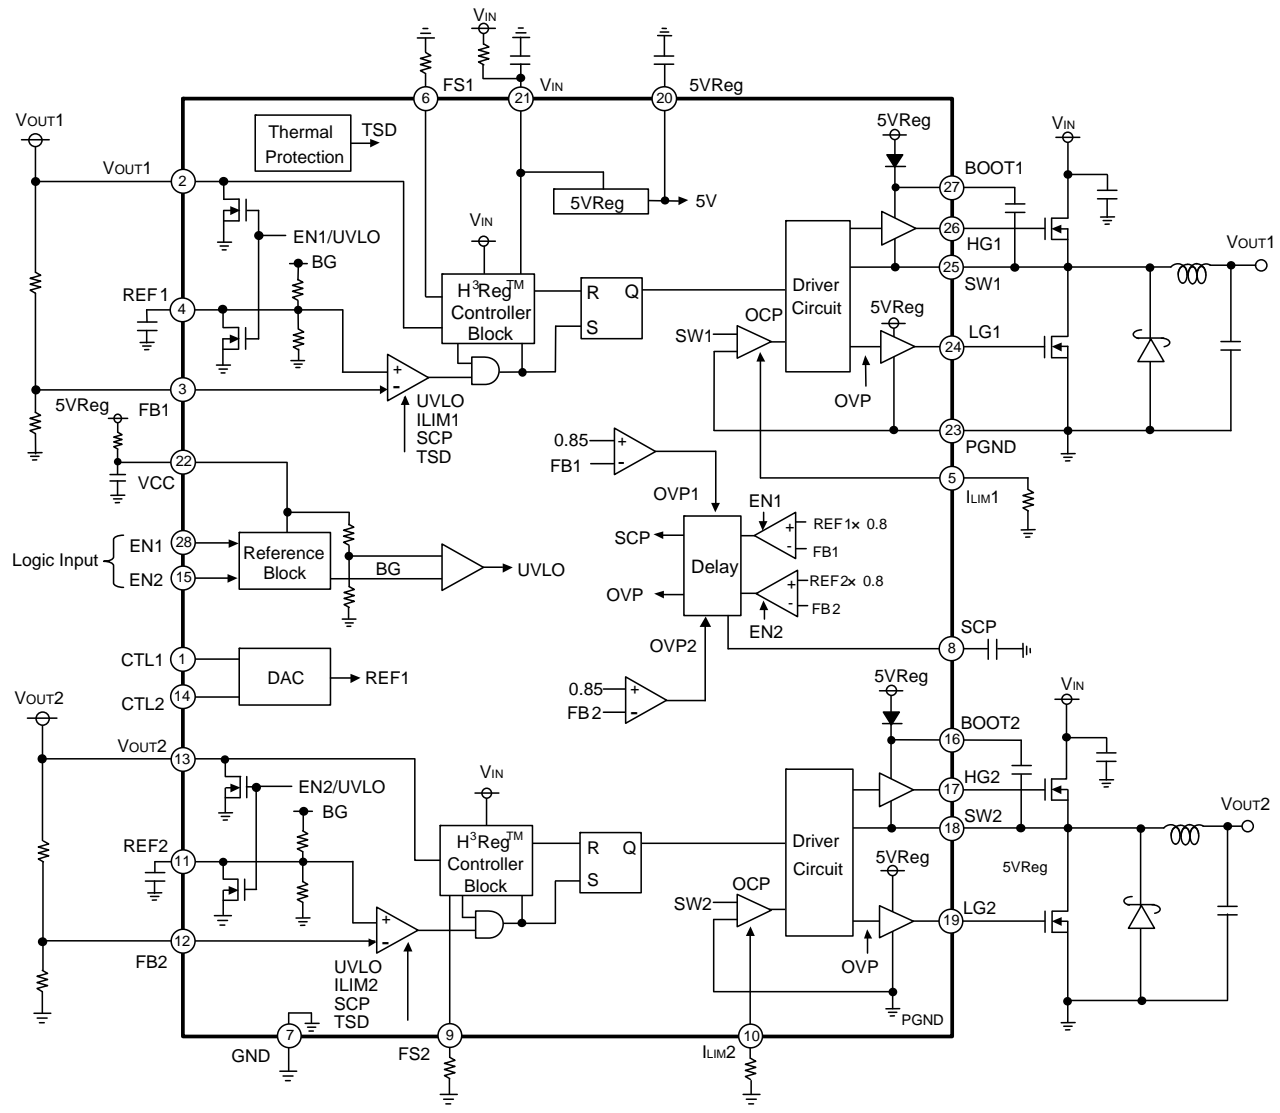 VIN
FS1
VIN
5VReg
6
21
20
VOUT1
Thermal
Protection
TSD
5VReg
VIN
VOUT1
2
BOOT1
27
5VReg
5V
EN1/UVLO
VIN
26
HG1
VOUT1
BG
25
SW1
REF1
4
H³Reg™
Controller
Block
R
Q
S
Driver
Circuit
OCP
5VReg
SW1
LG1
24
3
FB1
OVP
UVLO
ILIM1
SCP
TSD
5VReg
0.85
+
-
FB1
23
PGND
22
VCC
5
ILIM1
OVP1
EN1
Logic Input
EN1
28
Reference
Block
SCP
REF1× 0.8
+
-
FB1
EN2
15
BG
UVLO
Delay
OVP
REF2× 0.8
+
-
FB2
EN2
SCP
OVP2
8
CTL1
1
DAC
REF1
CTL2
14
0.85
+
-
FB2
5VReg
VIN
VOUT2
VOUT2
13
BOOT2
16
EN2/UVLO
VIN
17
HG2
VOUT2
BG
18
SW2
REF2
11
H³Reg™
Controller
Block
R
Q
S
Driver
Circuit
5VReg
5VReg
OCP
SW2
LG2
19
+
-
12
FB2
OVP
UVLO
ILIM2
SCP
TSD
PGND
7
GND
9
FS2
10
ILIM2